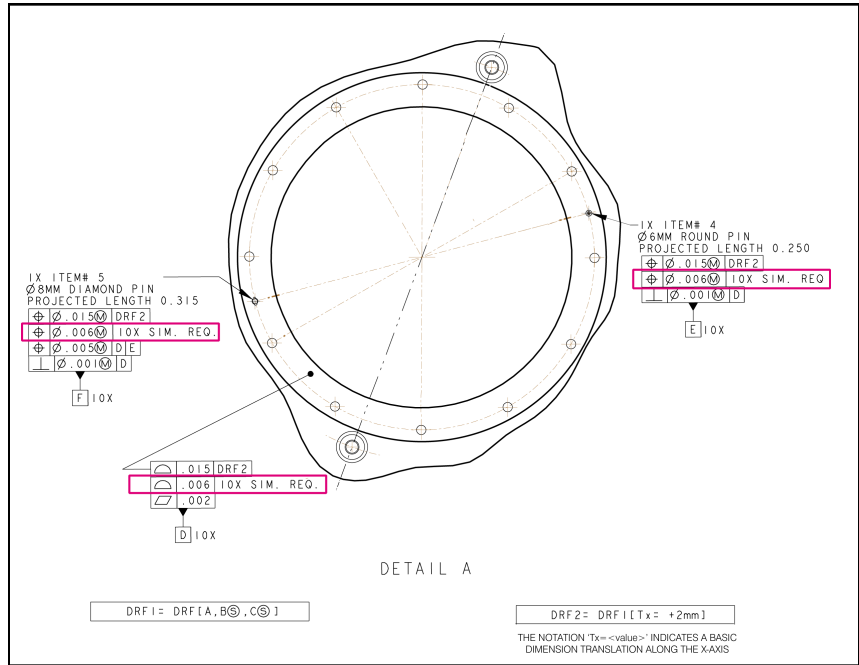 1X ITEM# 4
Ø6MM ROUND PIN
PROJECTED LENGTH 0.250
⌖ Ø.015Ⓜ DRF2
⌖ Ø.006Ⓜ 10X SIM. REQ
⊥ Ø.001Ⓜ D
E 10X
1X ITEM# 5
Ø8MM DIAMOND PIN
PROJECTED LENGTH 0.315
⌖ Ø.015Ⓜ DRF2
⌖ Ø.006Ⓜ 10X SIM. REQ.
⌖ Ø.005Ⓜ D E
⊥ Ø.001Ⓜ D
F 10X
⌓ .015 DRF2
⌓ .006 10X SIM. REQ.
⏥ .002
D 10X
DETAIL A
DRF1= DRF[A,BⓈ,CⓈ]
DRF2= DRF1[Tx= +2mm]
THE NOTATION 'Tx=<value>' INDICATES A BASIC
DIMENSION TRANSLATION ALONG THE X-AXIS